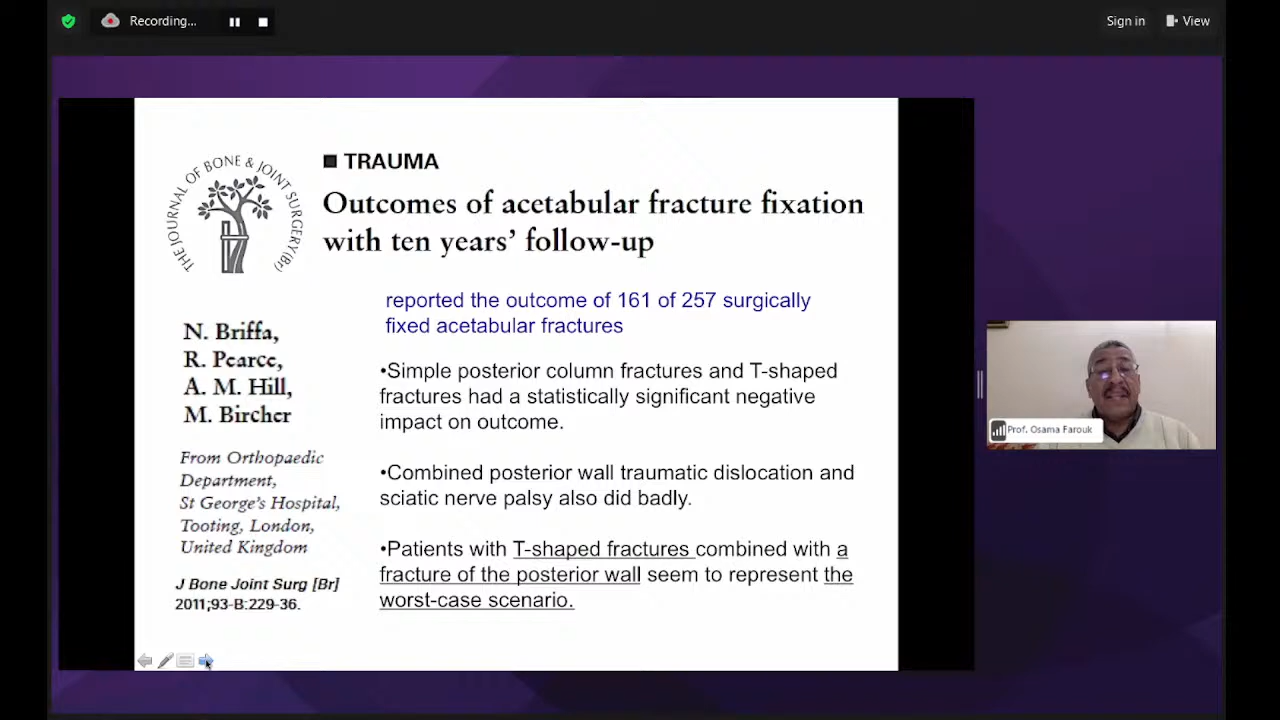 Recording...
Sign in
View
THE JOURNAL OF BONE & JOINT SURGERY (Br)
■ TRAUMA
Outcomes of acetabular fracture fixation
with ten years’ follow-up
reported the outcome of 161 of 257 surgically
fixed acetabular fractures
N. Briffa,
R. Pearce,
A. M. Hill,
M. Bircher
From Orthopaedic
Department,
St George’s Hospital,
Tooting, London,
United Kingdom
J Bone Joint Surg [Br]
2011;93-B:229-36.
•Simple posterior column fractures and T-shaped
fractures had a statistically significant negative
impact on outcome.
•Combined posterior wall traumatic dislocation and
sciatic nerve palsy also did badly.
•Patients with T-shaped fractures combined with a
fracture of the posterior wall seem to represent the
worst-case scenario.
Prof. Osama Farouk